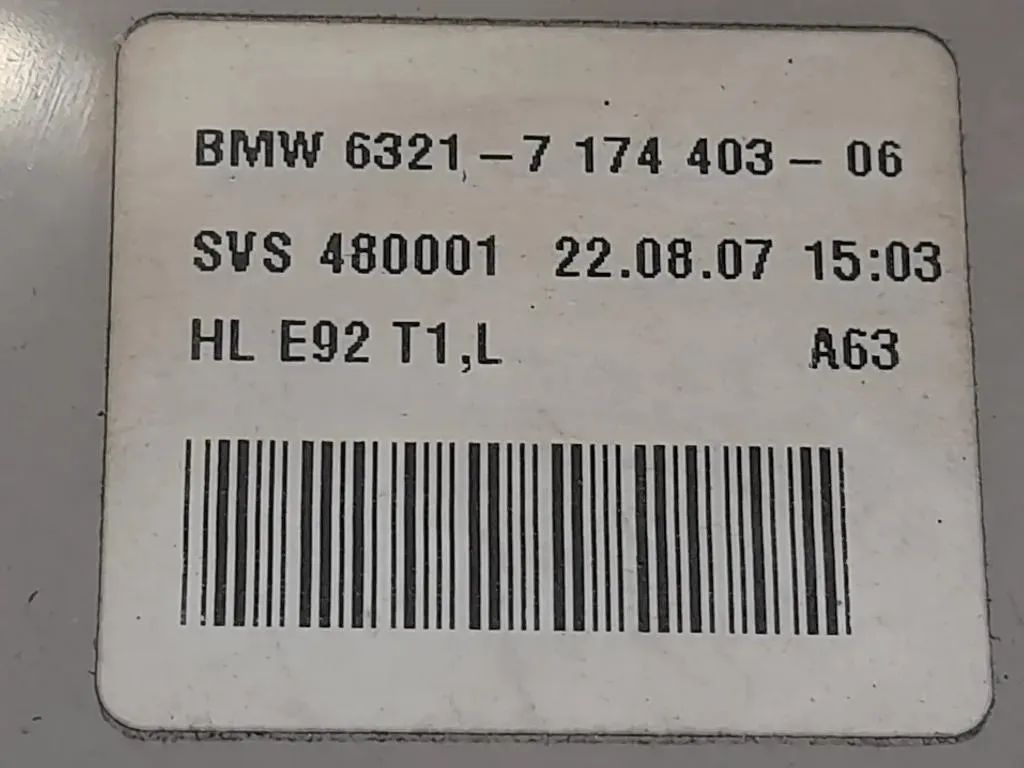 BMW 6321-7 174 403-06
SVS 480001 22.08.07 15:03
HL E92 T1,L A63